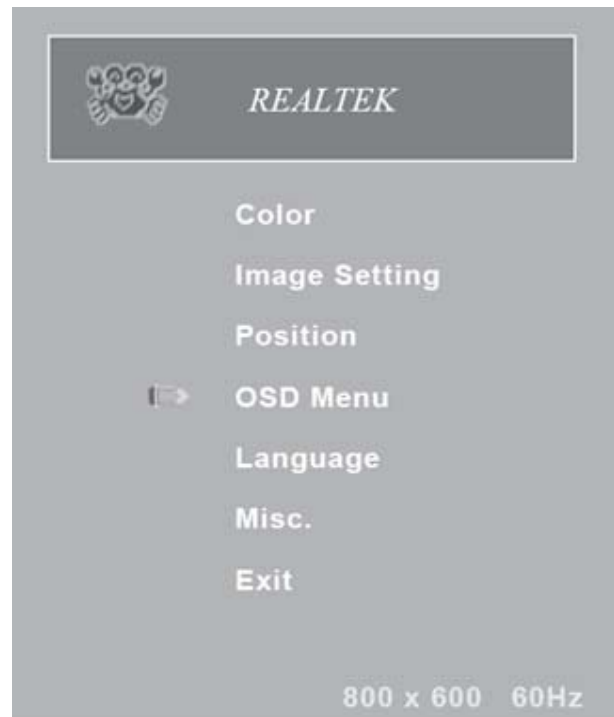 REALTEK
Color
Image Setting
Position
OSD Menu
Language
Misc.
Exit
800 x 600 60Hz